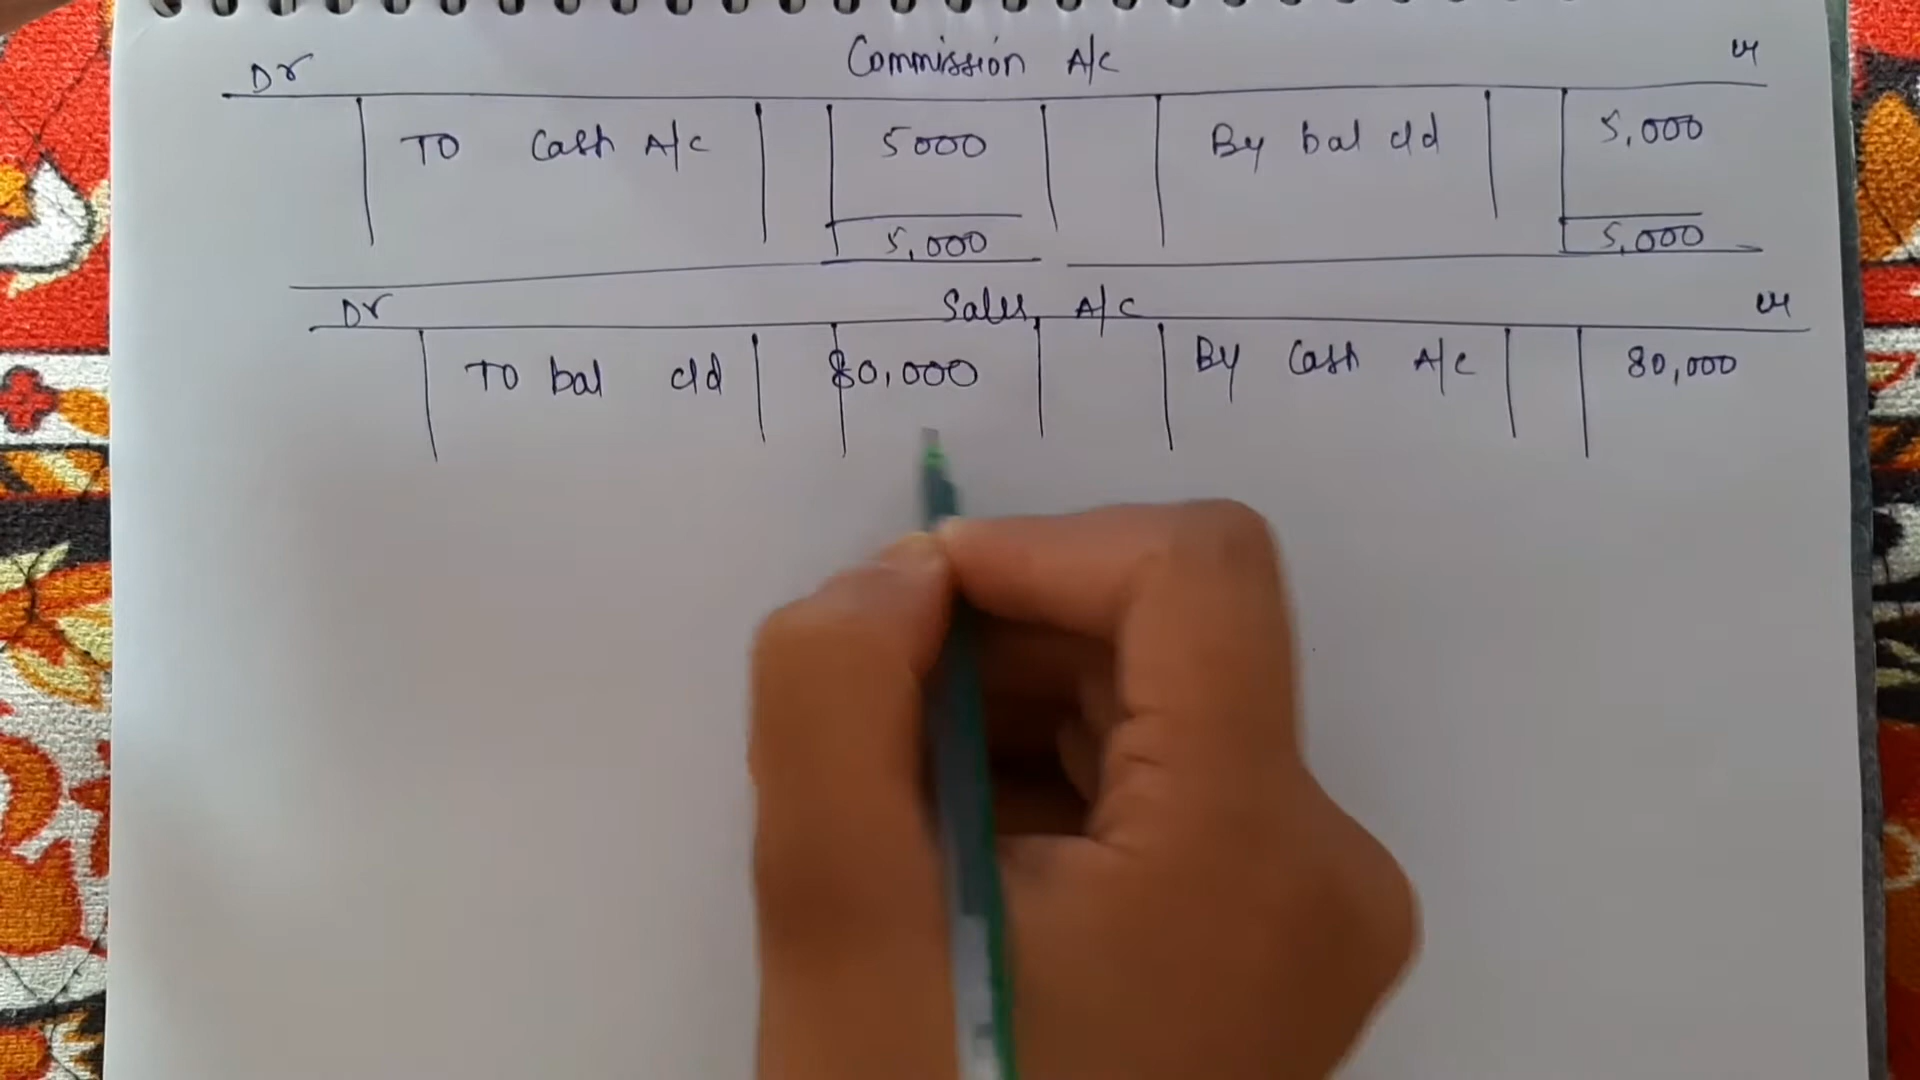 Dr Commission A/c Cr
TO Cash A/c 5000 By bal c/d 5,000
5,000 5,000
Dr Sales A/c Cr
TO bal c/d 80,000 By Cash A/c 80,000